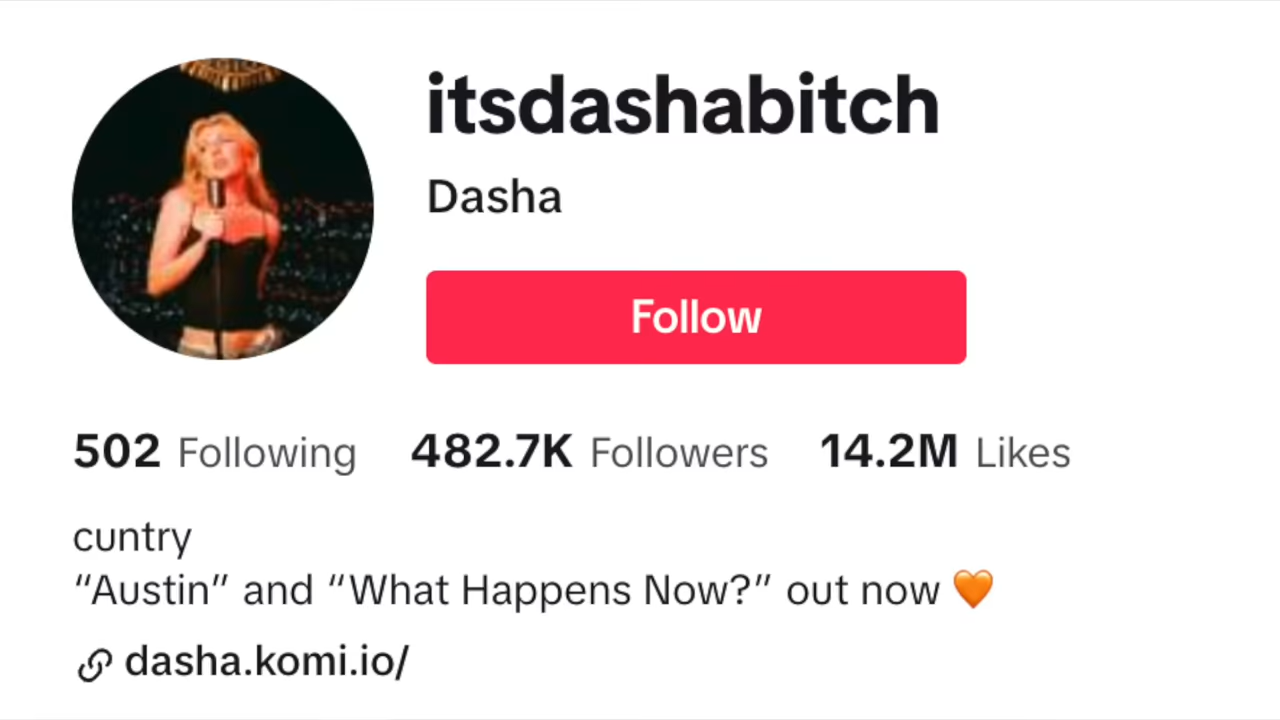 itsdashabitch
Dasha
Follow
502 Following 482.7K Followers 14.2M Likes
cuntry
“Austin” and “What Happens Now?” out now 🧡
dasha.komi.io/